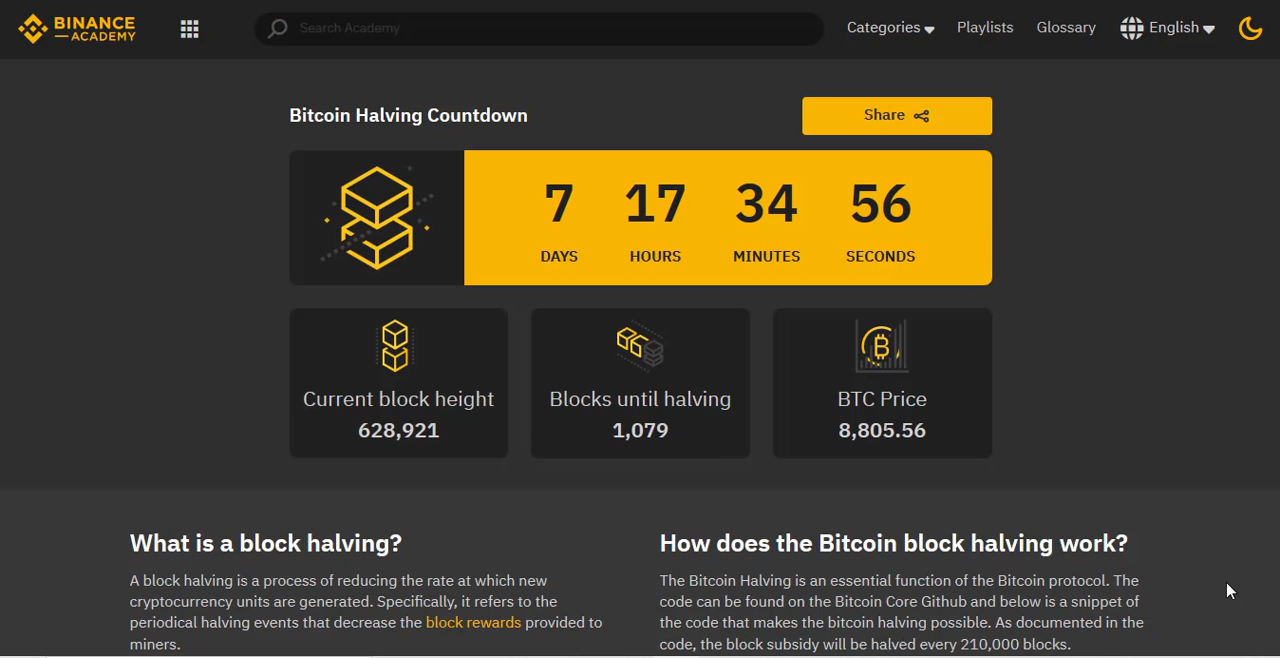 BINANCE
ACADEMY
Search Academy
Categories
Playlists
Glossary
English
Bitcoin Halving Countdown
Share
7 17 34 56
DAYS HOURS MINUTES SECONDS
Current block height
628,921
Blocks until halving
1,079
BTC Price
8,805.56
What is a block halving?
A block halving is a process of reducing the rate at which new
cryptocurrency units are generated. Specifically, it refers to the
periodical halving events that decrease the block rewards provided to
miners.
How does the Bitcoin block halving work?
The Bitcoin Halving is an essential function of the Bitcoin protocol. The
code can be found on the Bitcoin Core Github and below is a snippet of
the code that makes the bitcoin halving possible. As documented in the
code, the block subsidy will be halved every 210,000 blocks.